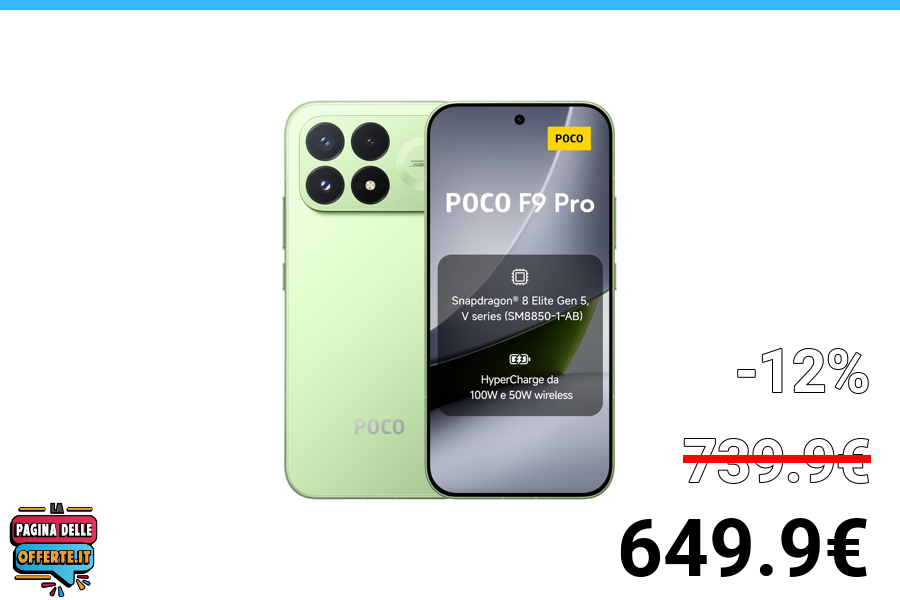 POCO
POCO F9 Pro
Snapdragon® 8 Elite Gen 5,
V series (SM8850-1-AB)
HyperCharge da
100W e 50W wireless
POCO
-12%
739.9€
649.9€
LA
PAGINA DELLE
OFFERTE.IT